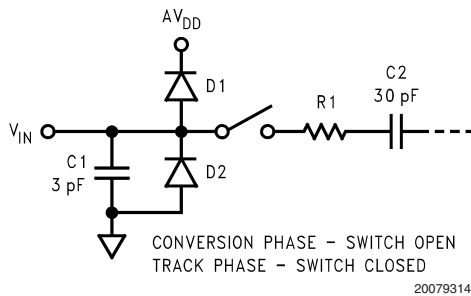 AVDD
D1
C2
30 pF
R1
VIN
C1
3 pF
D2
CONVERSION PHASE – SWITCH OPEN
TRACK PHASE – SWITCH CLOSED
20079314